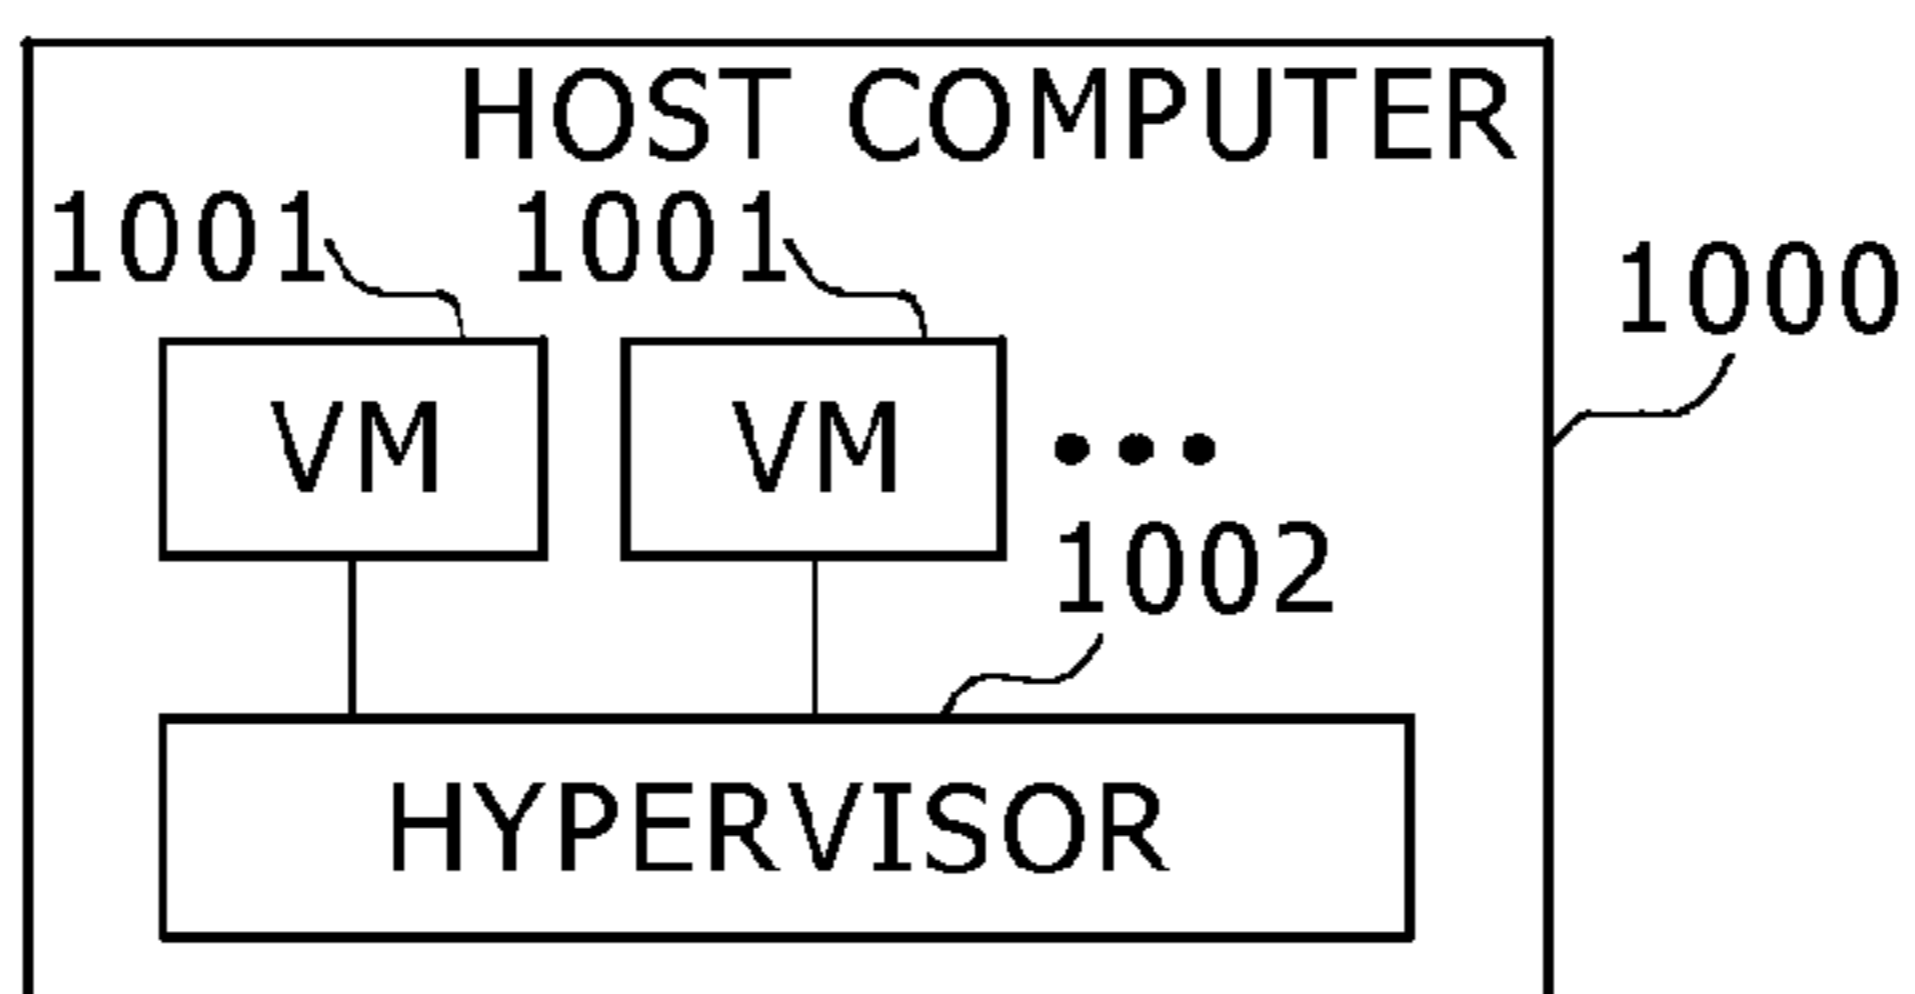 HOST COMPUTER
1001 1001
1000
VM VM
1002
HYPERVISOR